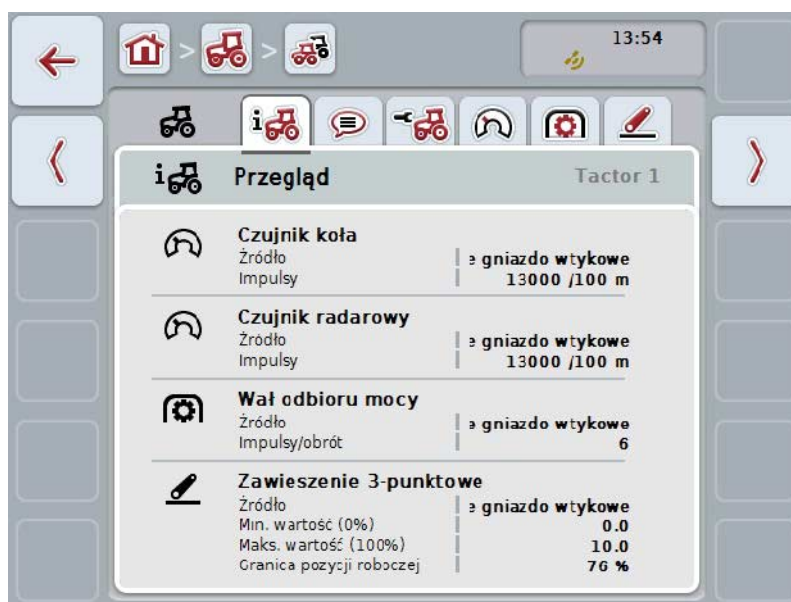 13:54
Przegląd Tactor 1
Czujnik koła
Źródło e gniazdo wtykowe
Impulsy 13000 /100 m
Czujnik radarowy
Źródło e gniazdo wtykowe
Impulsy 13000 /100 m
Wał odbioru mocy
Źródło e gniazdo wtykowe
Impulsy/obrót 6
Zawieszenie 3-punktowe
Źródło e gniazdo wtykowe
Min. wartość (0%) 0.0
Maks. wartość (100%) 10.0
Granica pozycji roboczej 76 %